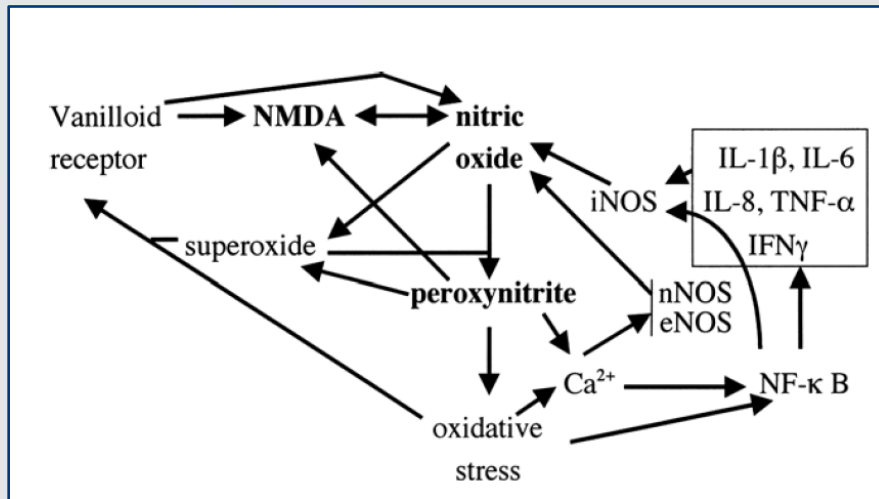 Vanilloid
receptor
NMDA
nitric
oxide
IL-1β, IL-6
IL-8, TNF-α
IFNγ
iNOS
superoxide
peroxynitrite
nNOS
eNOS
Ca²⁺
NF-κ B
oxidative
stress